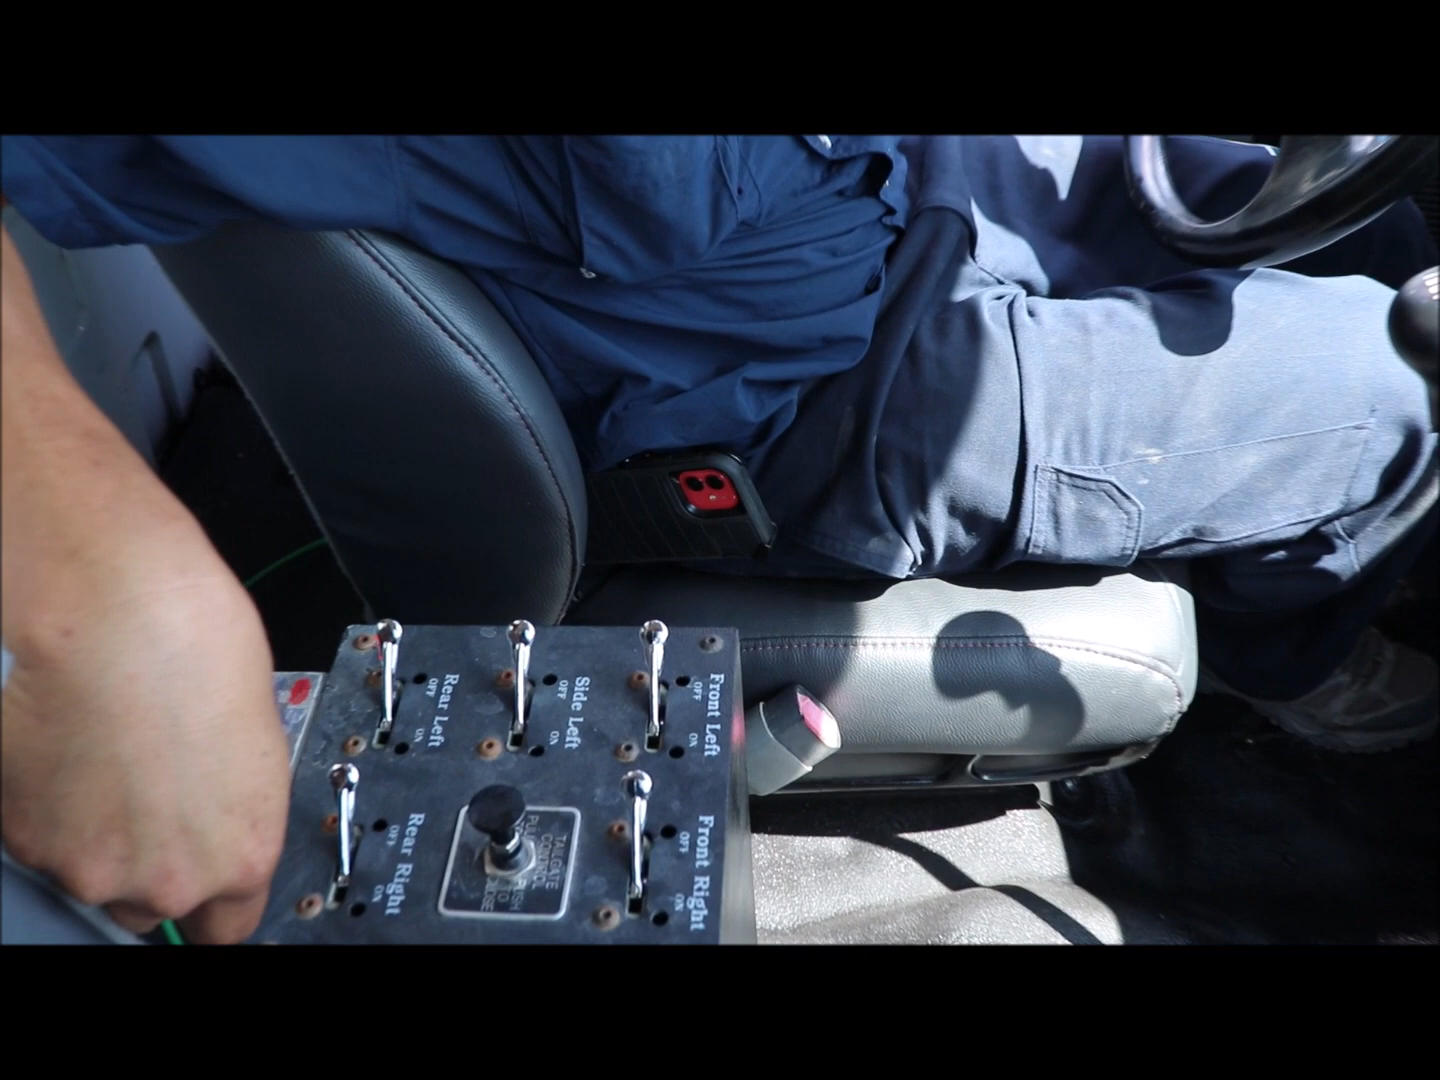 Rear Left
OFF
ON
Side Left
OFF
ON
Front Left
OFF
ON
Rear Right
OFF
ON
TAILGATE
CONTROL
Front Right
OFF
ON